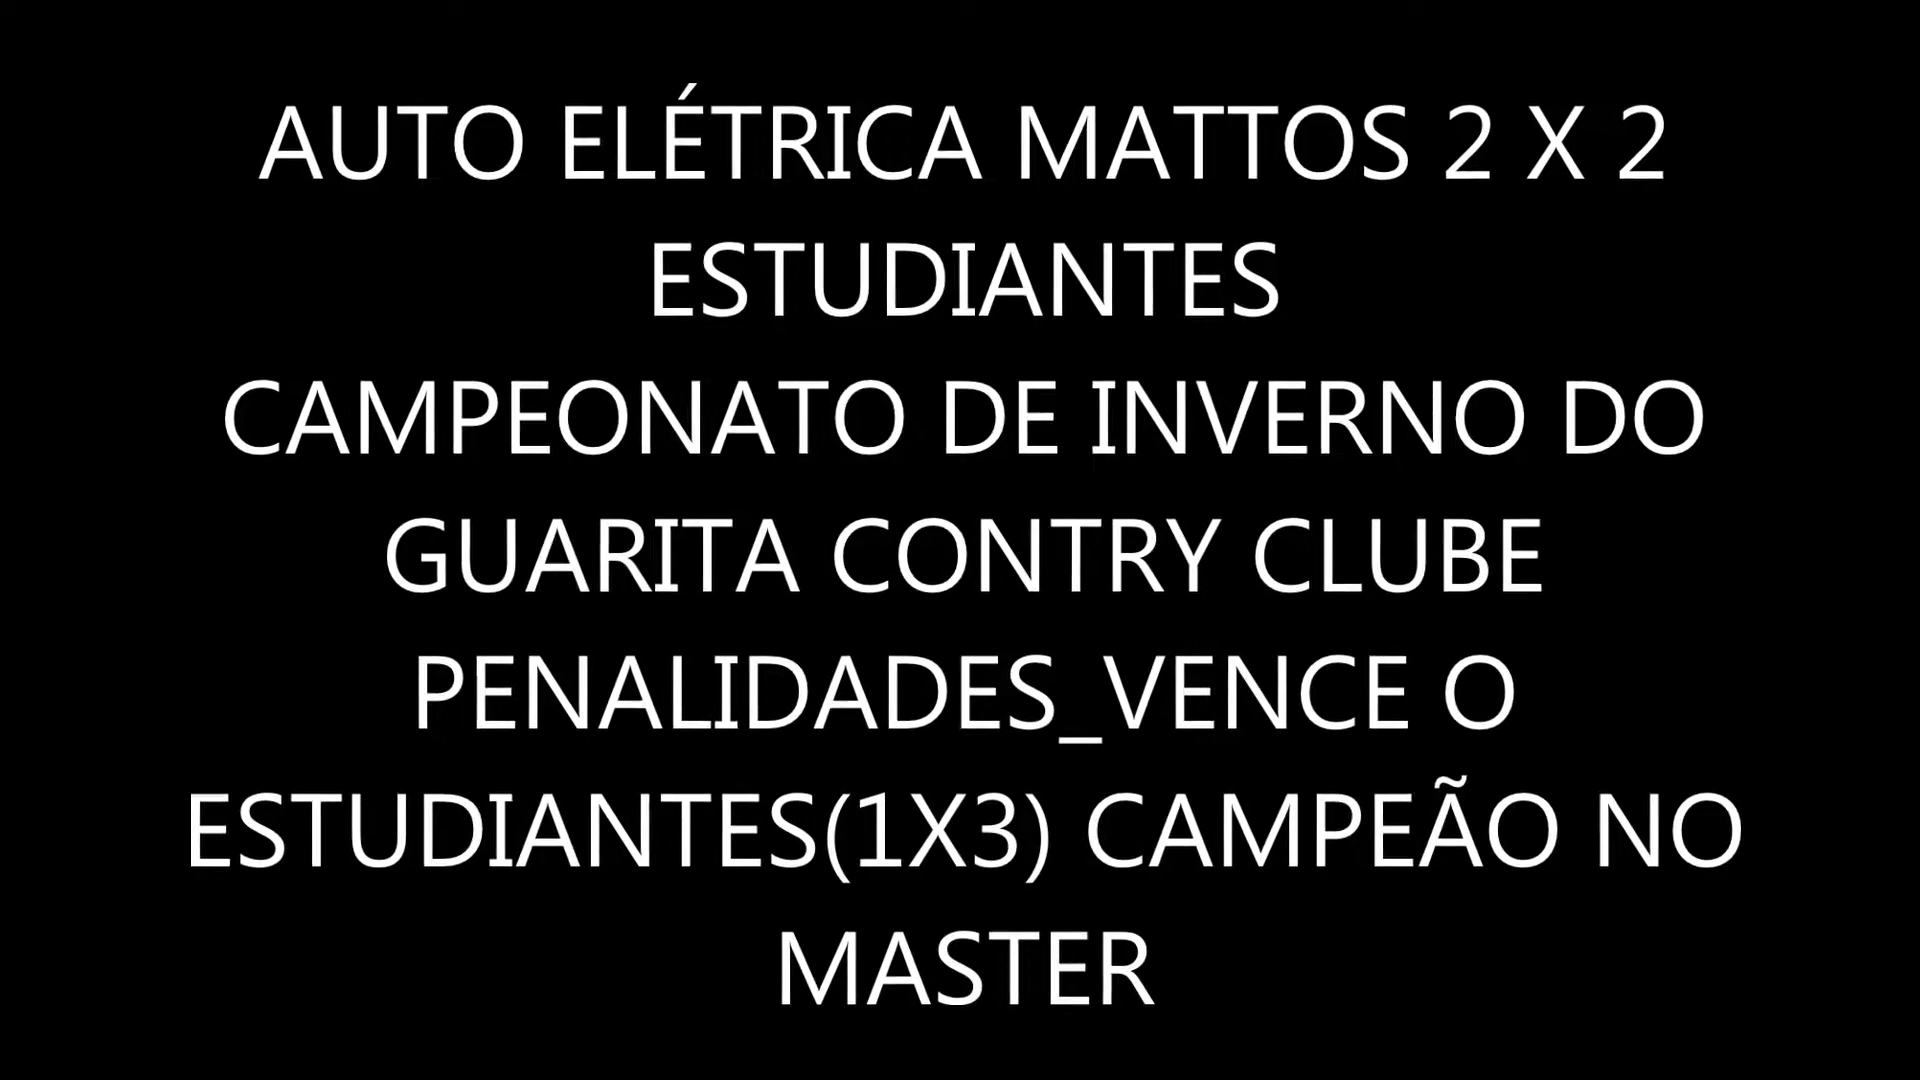 AUTO ELÉTRICA MATTOS 2 X 2
ESTUDIANTES
CAMPEONATO DE INVERNO DO
GUARITA CONTRY CLUBE
PENALIDADES_VENCE O
ESTUDIANTES(1X3) CAMPEÃO NO
MASTER